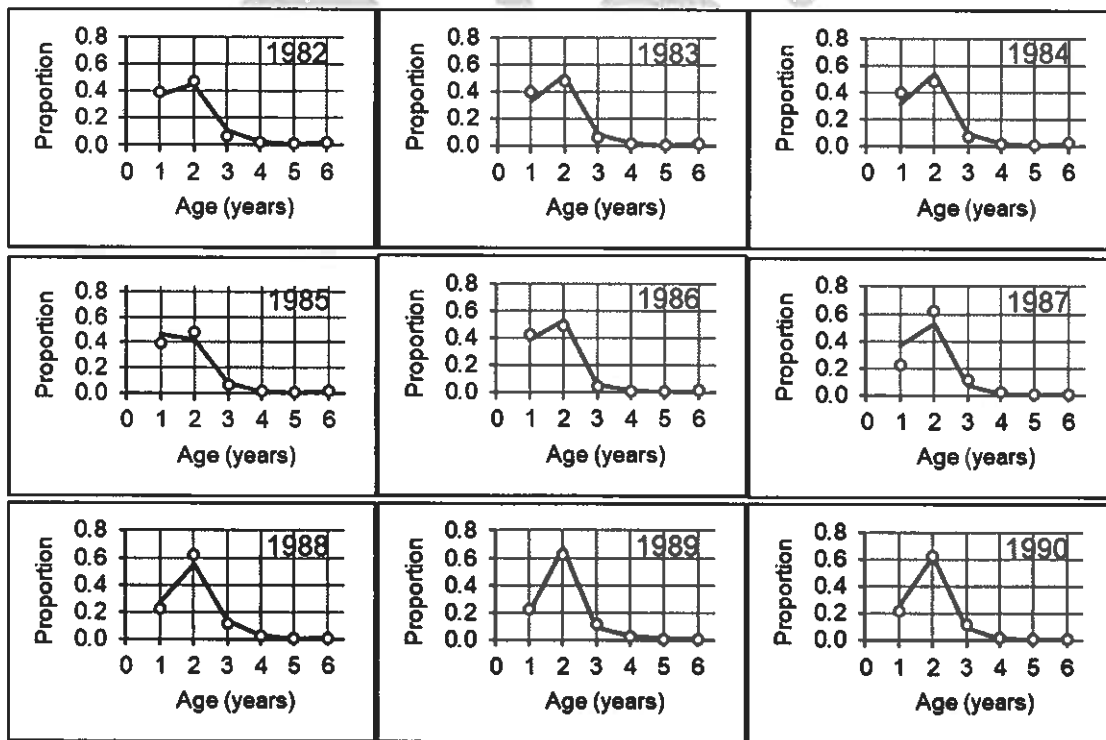 0.8 1982
0.6
0.4
0.2
0.0
Proportion
0 1 2 3 4 5 6
Age (years)
0.8 1983
0.6
0.4
0.2
0.0
Proportion
0 1 2 3 4 5 6
Age (years)
0.8 1984
0.6
0.4
0.2
0.0
Proportion
0 1 2 3 4 5 6
Age (years)
0.8 1985
0.6
0.4
0.2
0.0
Proportion
0 1 2 3 4 5 6
Age (years)
0.8 1986
0.6
0.4
0.2
0.0
Proportion
0 1 2 3 4 5 6
Age (years)
0.8 1987
0.6
0.4
0.2
0.0
Proportion
0 1 2 3 4 5 6
Age (years)
0.8 1988
0.6
0.4
0.2
0.0
Proportion
0 1 2 3 4 5 6
Age (years)
0.8 1989
0.6
0.4
0.2
0.0
Proportion
0 1 2 3 4 5 6
Age (years)
0.8 1990
0.6
0.4
0.2
0.0
Proportion
0 1 2 3 4 5 6
Age (years)